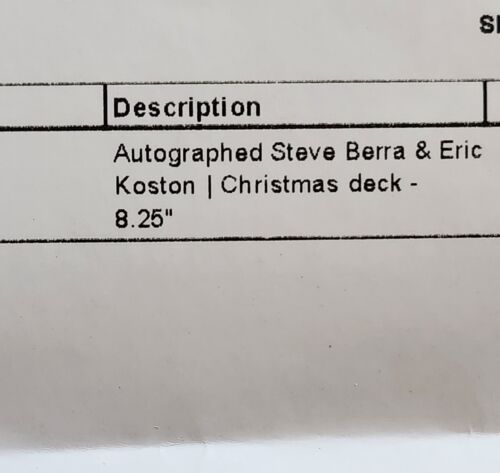 Description
Autographed Steve Berra & Eric
Koston | Christmas deck -
8.25"